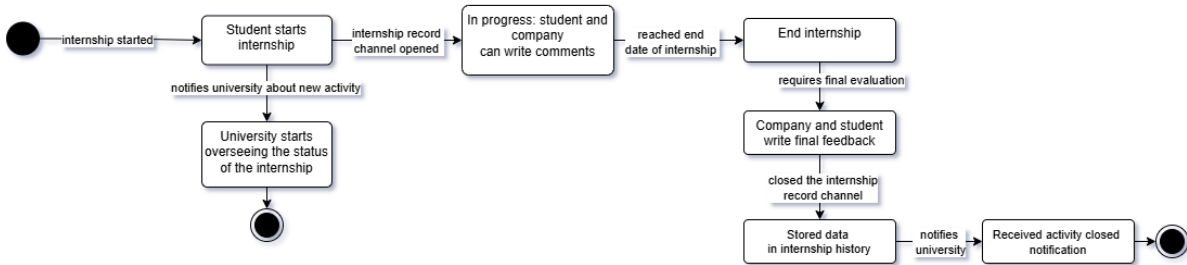 internship started
Student starts
internship
internship record
channel opened
In progress: student and
company
can write comments
reached end
date of internship
End internship
notifies university about new activity
requires final evaluation
University starts
overseeing the status
of the internship
Company and student
write final feedback
closed the internship
record channel
Stored data
in internship history
notifies
university
Received activity closed
notification